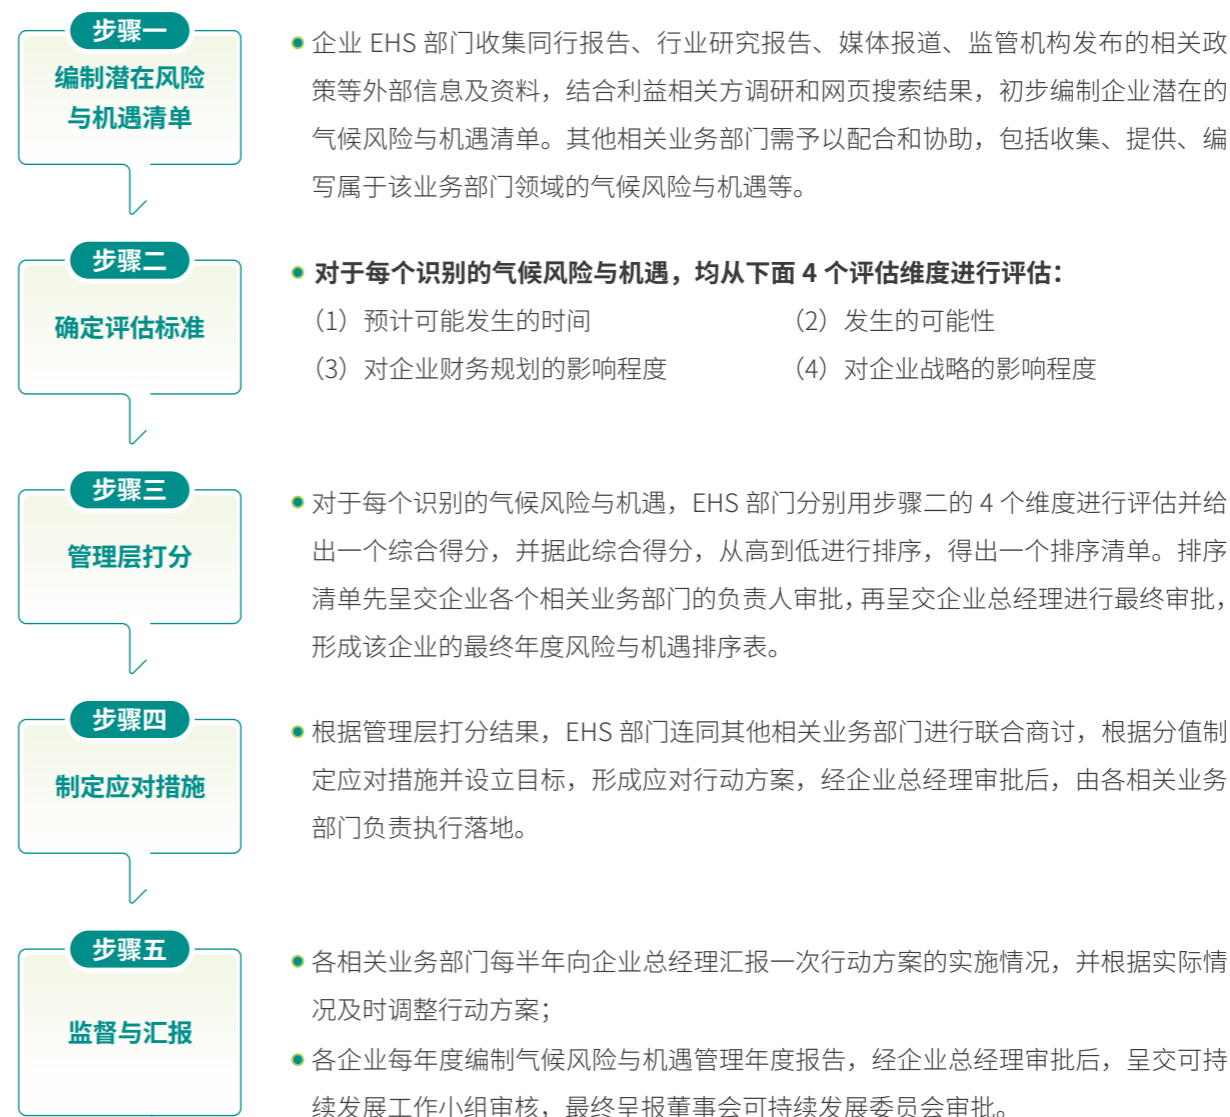 步骤一
编制潜在风险
与机遇清单
企业 EHS 部门收集同行报告、行业研究报告、媒体报道、监管机构发布的相关政
策等外部信息及资料，结合利益相关方调研和网页搜索结果，初步编制企业潜在的
气候风险与机遇清单。其他相关业务部门需予以配合和协助，包括收集、提供、编
写属于该业务部门领域的气候风险与机遇等。
步骤二
确定评估标准
对于每个识别的气候风险与机遇，均从下面 4 个评估维度进行评估：
（1）预计可能发生的时间 （2）发生的可能性
（3）对企业财务规划的影响程度 （4）对企业战略的影响程度
步骤三
管理层打分
对于每个识别的气候风险与机遇，EHS 部门分别用步骤二的 4 个维度进行评估并给
出一个综合得分，并据此综合得分，从高到低进行排序，得出一个排序清单。排序
清单先呈交企业各个相关业务部门的负责人审批，再呈交企业总经理进行最终审批，
形成该企业的最终年度风险与机遇排序表。
步骤四
制定应对措施
根据管理层打分结果，EHS 部门连同其他相关业务部门进行联合商讨，根据分值制
定应对措施并设立目标，形成应对行动方案，经企业总经理审批后，由各相关业务
部门负责执行落地。
步骤五
监督与汇报
各相关业务部门每半年向企业总经理汇报一次行动方案的实施情况，并根据实际情
况及时调整行动方案；
各企业每年度编制气候风险与机遇管理年度报告，经企业总经理审批后，呈交可持
续发展工作小组审核，最终呈报董事会可持续发展委员会审批。